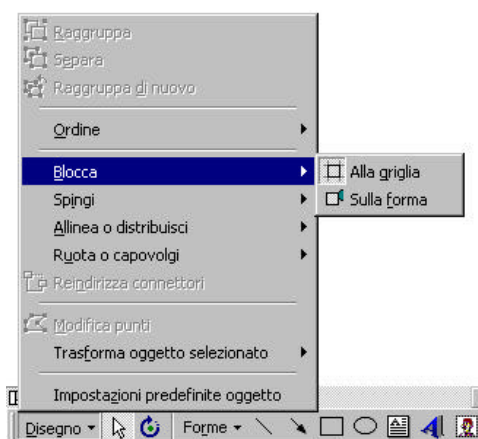 Raggruppa
Separa
Raggruppa di nuovo
Ordine
Blocca
Alla griglia
Spingi
Sulla forma
Allinea o distribuisci
Ruota o capovolgi
Reindirizza connettori
Modifica punti
Trasforma oggetto selezionato
Impostazioni predefinite oggetto
Disegno
Forme